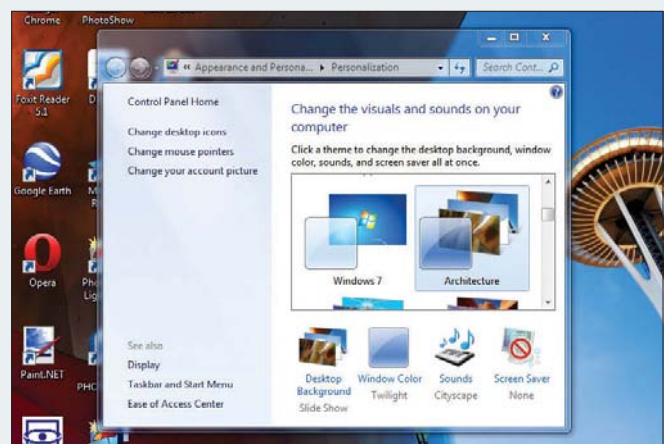 Chrome
PhotoShow
Foxit Reader
5.1
D
Google Earth
M
R
Opera
Pho
Lig
Paint.NET
PHO
« Appearance and Persona... ▸ Personalization
Search Cont...
Control Panel Home
Change desktop icons
Change mouse pointers
Change your account picture
See also
Display
Taskbar and Start Menu
Ease of Access Center
Change the visuals and sounds on your
computer
Click a theme to change the desktop background, window
color, sounds, and screen saver all at once.
Windows 7
Architecture
Desktop
Background
Slide Show
Window Color
Twilight
Sounds
Cityscape
Screen Saver
None